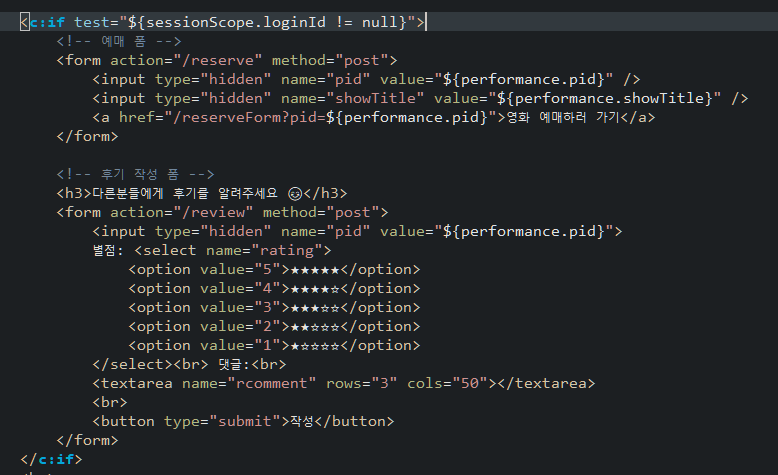 <c:if test="${sessionScope.loginId != null}">
<!-- 예매 폼 -->
<form action="/reserve" method="post">
<input type="hidden" name="pid" value="${performance.pid}" />
<input type="hidden" name="showTitle" value="${performance.showTitle}" />
<a href="/reserveForm?pid=${performance.pid}">영화 예매하러 가기</a>
</form>
<!-- 후기 작성 폼 -->
<h3>다른분들에게 후기를 알려주세요 😍</h3>
<form action="/review" method="post">
<input type="hidden" name="pid" value="${performance.pid}">
별점: <select name="rating">
<option value="5">★★★★★</option>
<option value="4">★★★★☆</option>
<option value="3">★★★☆☆</option>
<option value="2">★★☆☆☆</option>
<option value="1">★☆☆☆☆</option>
</select><br> 댓글:<br>
<textarea name="rcomment" rows="3" cols="50"></textarea>
<br>
<button type="submit">작성</button>
</form>
</c:if>